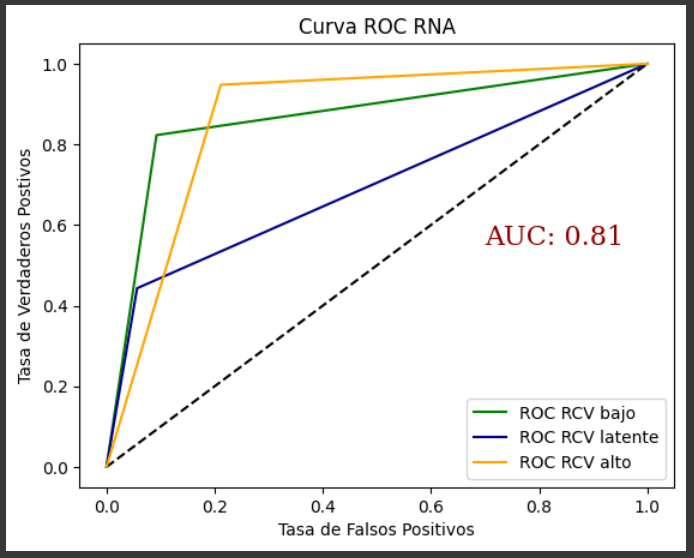 Curva ROC RNA
Tasa de Verdaderos Postivos
1.0
0.8
0.6
0.4
0.2
0.0
AUC: 0.81
ROC RCV bajo
ROC RCV latente
ROC RCV alto
0.0 0.2 0.4 0.6 0.8 1.0
Tasa de Falsos Positivos